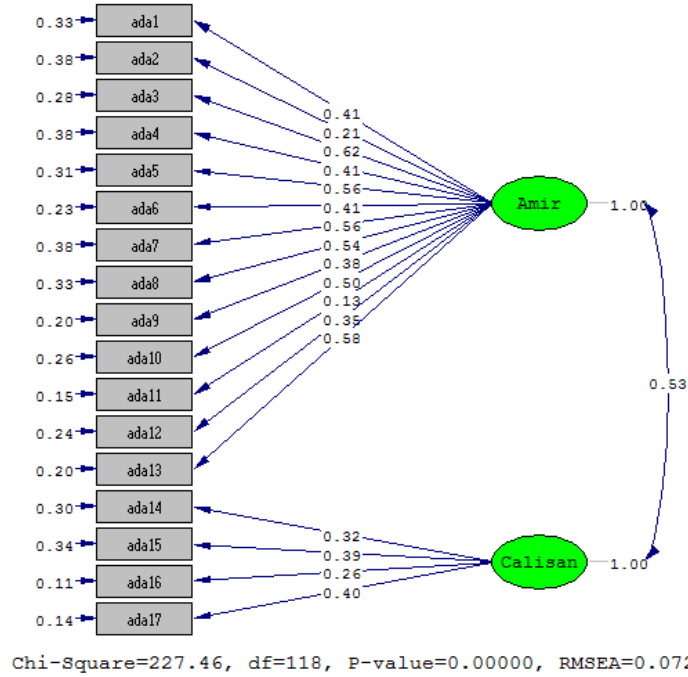 0.33 ada1
0.38 ada2
0.28 ada3
0.38 ada4
0.31 ada5
0.23 ada6
0.38 ada7
0.33 ada8
0.20 ada9
0.26 ada10
0.15 ada11
0.24 ada12
0.20 ada13
0.30 ada14
0.34 ada15
0.11 ada16
0.14 ada17
0.41
0.21
0.62
0.41
0.56
0.41
0.56
0.54
0.38
0.50
0.13
0.35
0.58
0.32
0.39
0.26
0.40
Amir 1.00
0.53
Calisan 1.00
Chi-Square=227.46, df=118, P-value=0.00000, RMSEA=0.072